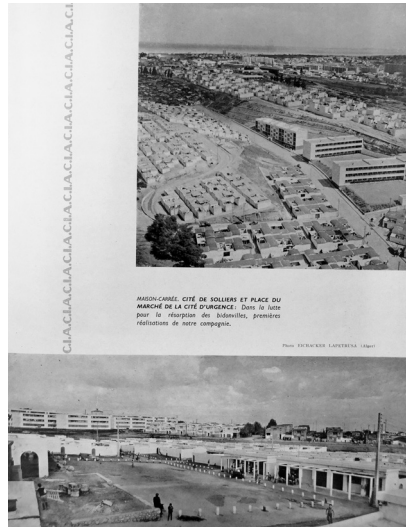 C.I.A.C.I.A.C.I.A.C.I.A.C.I.A.C.I.A.C.I.A.C.I.A.C.I.A.C.I.A.C.I.A.C.I.A.
MAISON-CARRÉE. CITÉ DE SOLLIERS ET PLACE DU
MARCHÉ DE LA CITÉ D'URGENCE : Dans la lutte
pour la résorption des bidonvilles, premières
réalisations de notre compagnie.
Photo TSCHACKER LAPETRUSA (Alger)